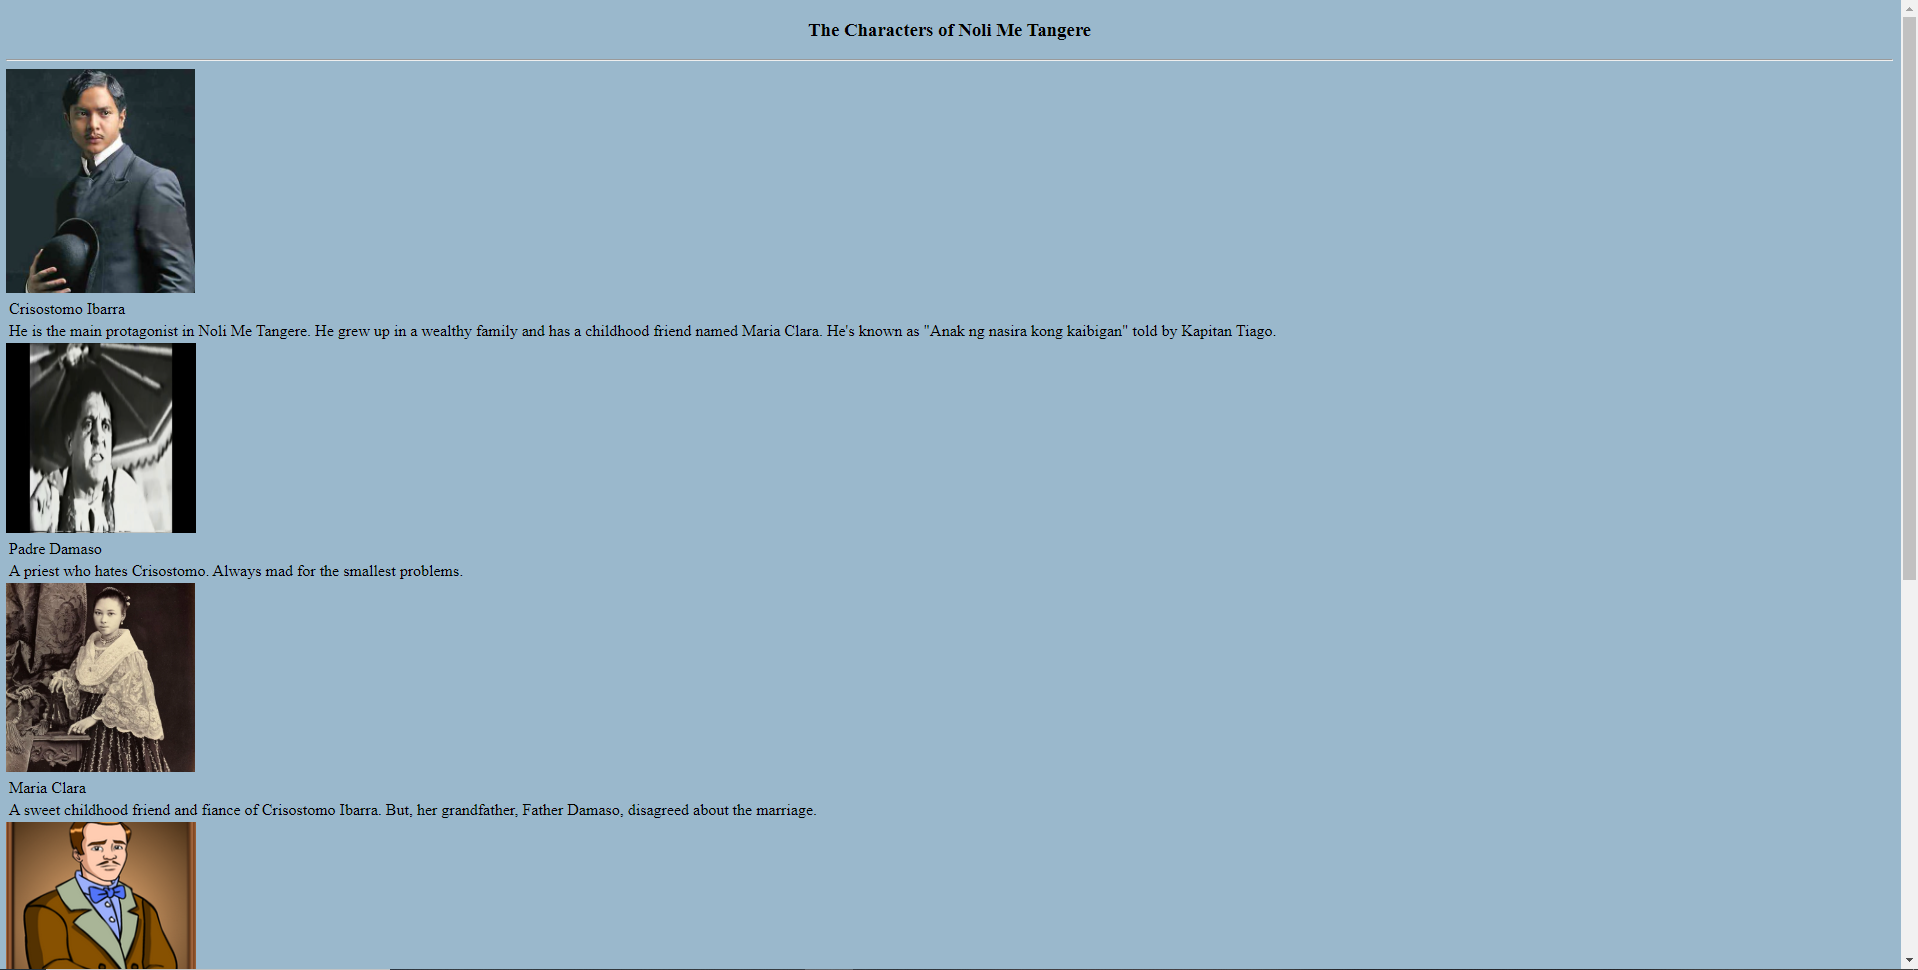 The Characters of Noli Me Tangere
Crisostomo Ibarra
He is the main protagonist in Noli Me Tangere. He grew up in a wealthy family and has a childhood friend named Maria Clara. He's known as "Anak ng nasira kong kaibigan" told by Kapitan Tiago.
Padre Damaso
A priest who hates Crisostomo. Always mad for the smallest problems.
Maria Clara
A sweet childhood friend and fiance of Crisostomo Ibarra. But, her grandfather, Father Damaso, disagreed about the marriage.